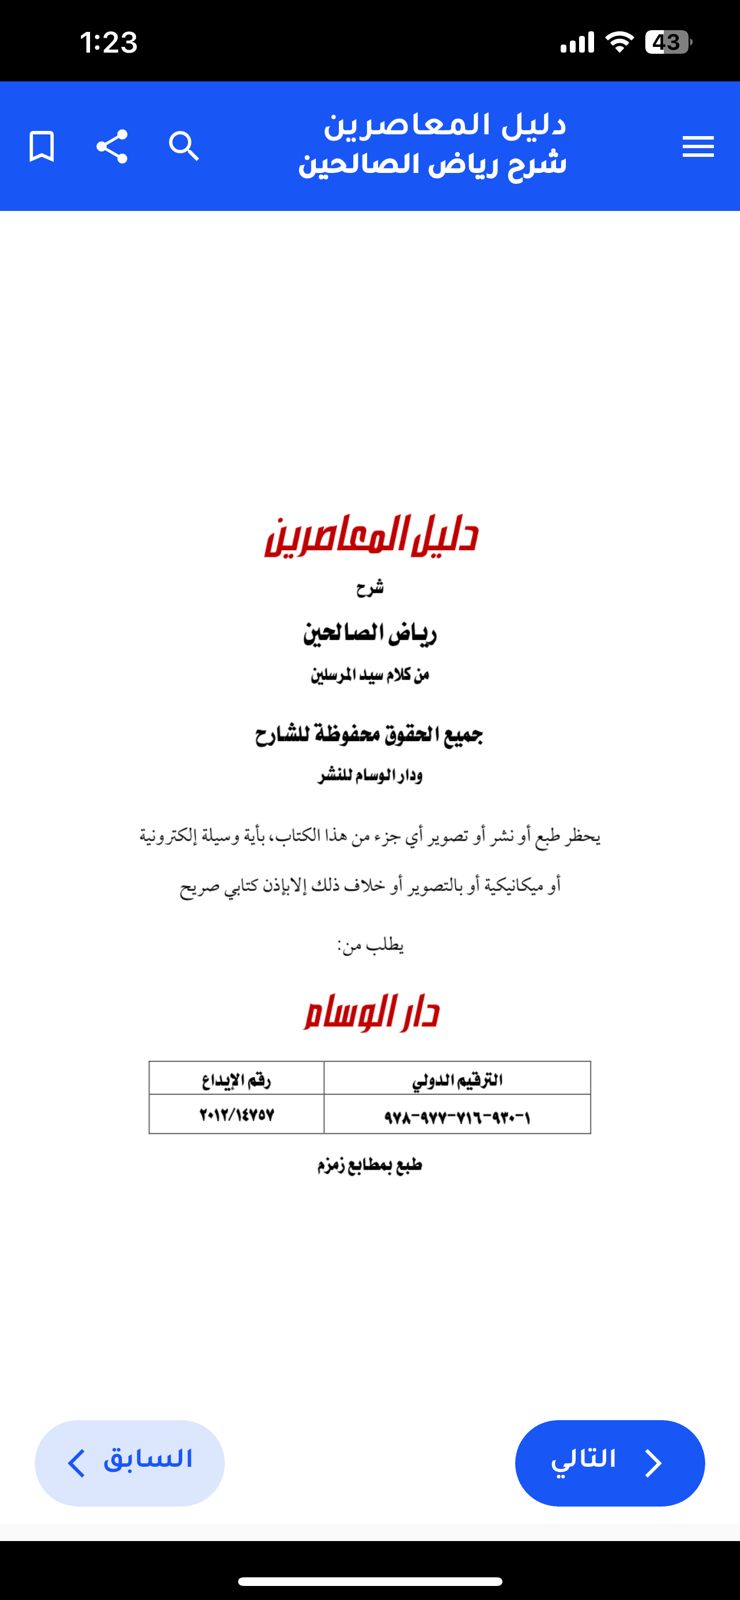 1:23
43
دليل المعاصرين
شرح رياض الصالحين
دليل المعاصرين
شرح
رياض الصالحين
من كلام سيد المرسلين
جميع الحقوق محفوظة للشارح
ودار الوسام للنشر
يحظر طبع أو نشر أو تصوير أي جزء من هذا الكتاب، بأية وسيلة إلكترونية
أو ميكانيكية أو بالتصوير أو خلاف ذلك إلابإذن كتابي صريح
يطلب من:
دار الوسام
الترقيم الدولي رقم الإيداع
٩٧٨-٩٧٧-٧١٦-٩٣٠-١ ٢٠١٢/١٤٧٥٧
طبع بمطابع زمزم
التالي السابق